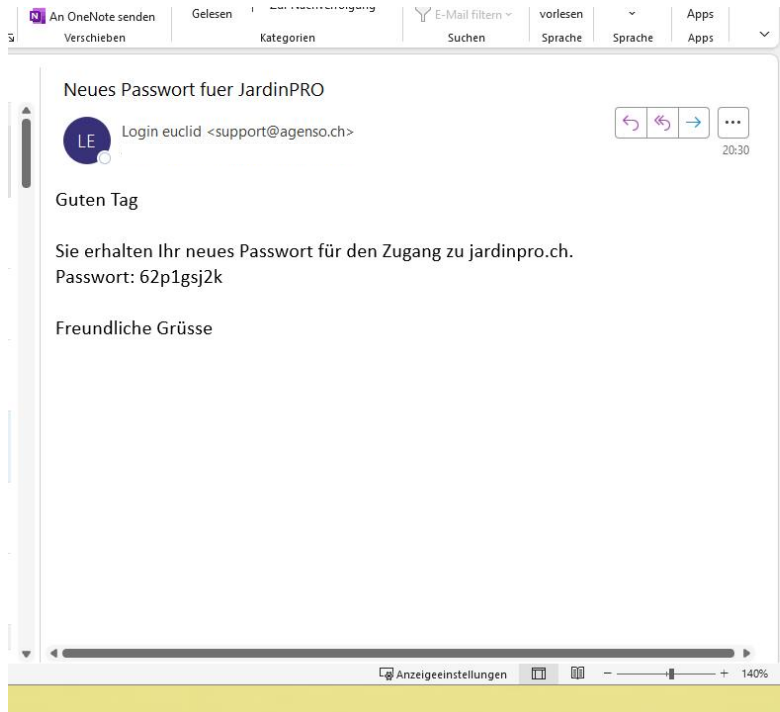 An OneNote senden
Gelesen
E-Mail filtern
vorlesen
Apps
Verschieben
Kategorien
Suchen
Sprache
Sprache
Apps
Neues Passwort fuer JardinPRO
LE
Login euclid <support@agenso.ch>
20:30
Guten Tag
Sie erhalten Ihr neues Passwort für den Zugang zu jardinpro.ch.
Passwort: 62p1gsj2k
Freundliche Grüsse
Anzeigeeinstellungen
140%